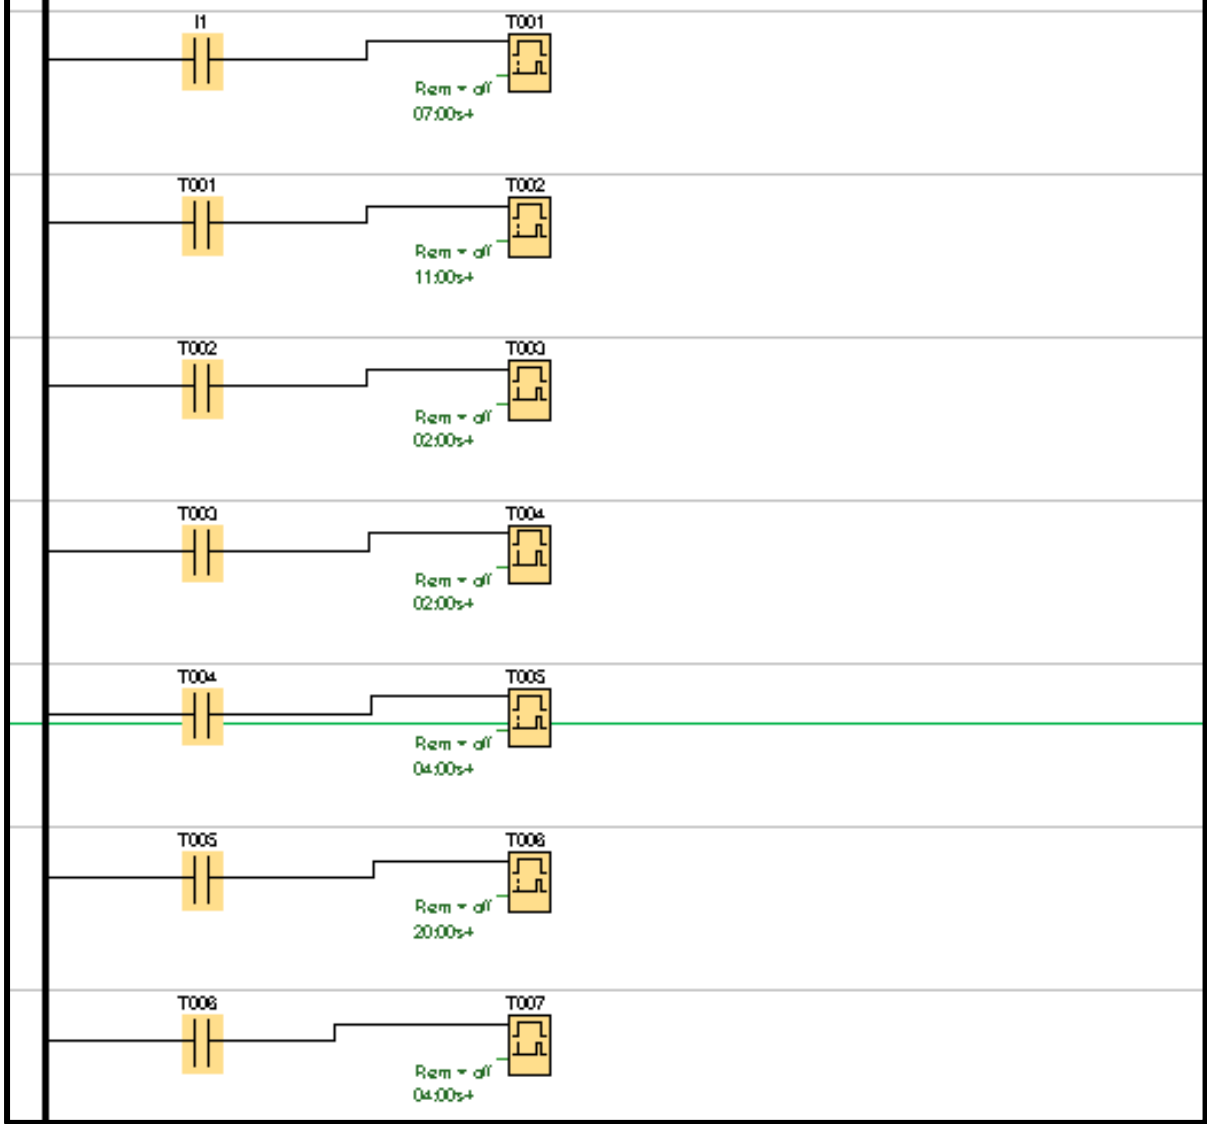 I1
T001
Rem = off
07:00s+
T001
T002
Rem = off
11:00s+
T002
T003
Rem = off
02:00s+
T003
T004
Rem = off
02:00s+
T004
T005
Rem = off
04:00s+
T005
T006
Rem = off
20:00s+
T006
T007
Rem = off
04:00s+